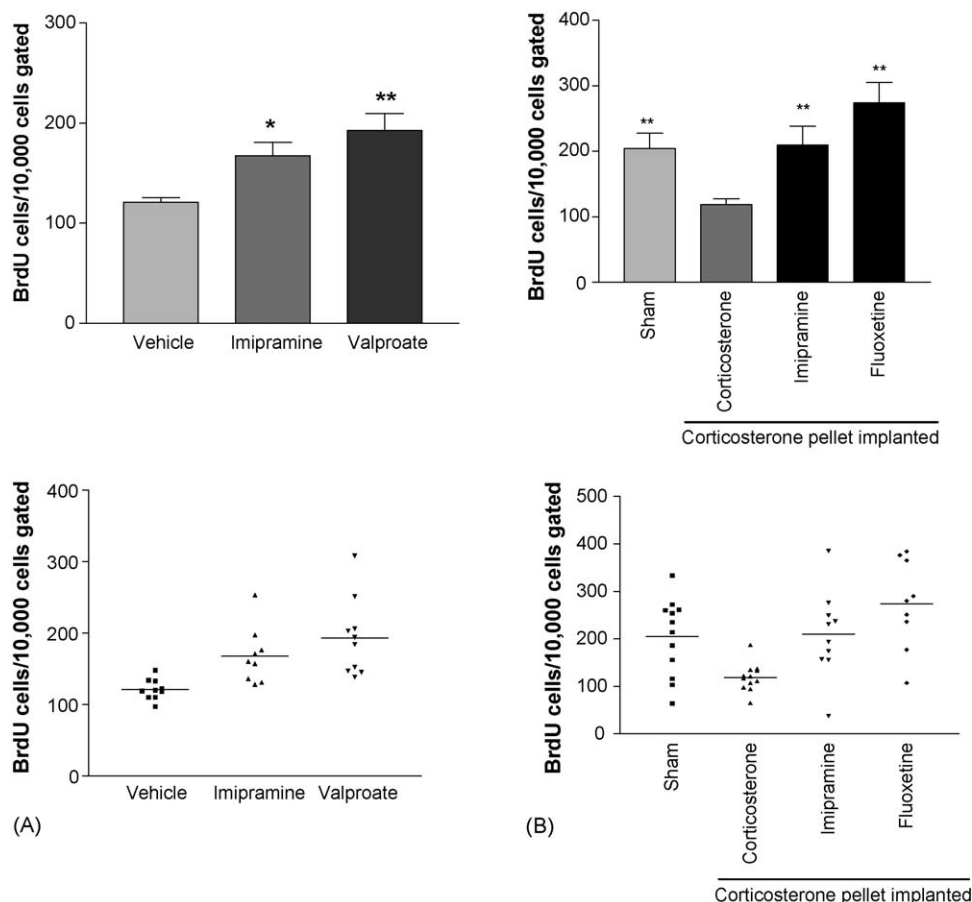 BrdU cells/10,000 cells gated
300
200
100
0
*
**
Vehicle
Imipramine
Valproate
BrdU cells/10,000 cells gated
400
300
200
100
0
**
**
**
Sham
Corticosterone
Imipramine
Fluoxetine
Corticosterone pellet implanted
BrdU cells/10,000 cells gated
400
300
200
100
0
Vehicle
Imipramine
Valproate
(A)
BrdU cells/10,000 cells gated
500
400
300
200
100
0
Sham
Corticosterone
Imipramine
Fluoxetine
Corticosterone pellet implanted
(B)